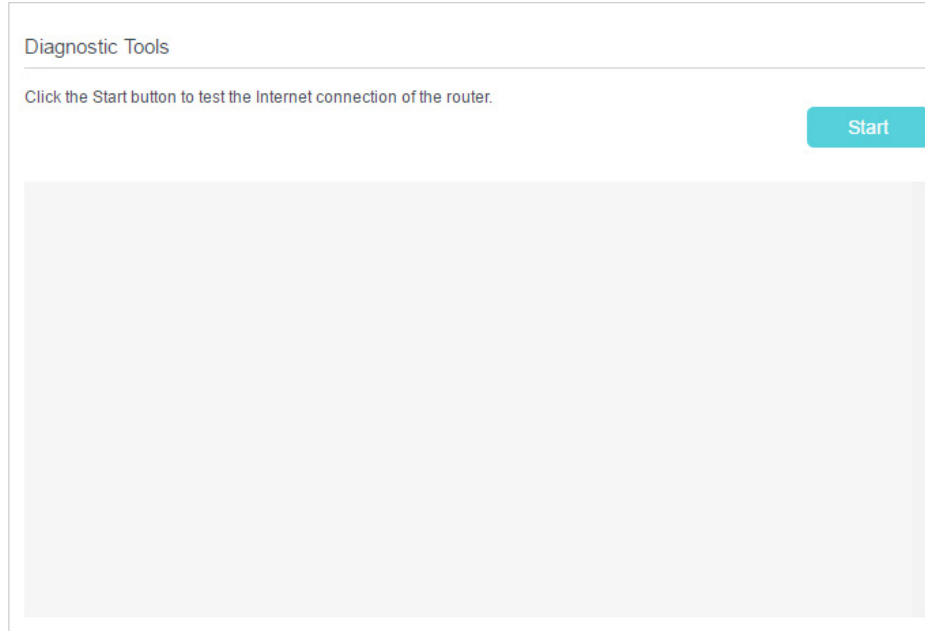 Diagnostic Tools
Click the Start button to test the Internet connection of the router.
Start